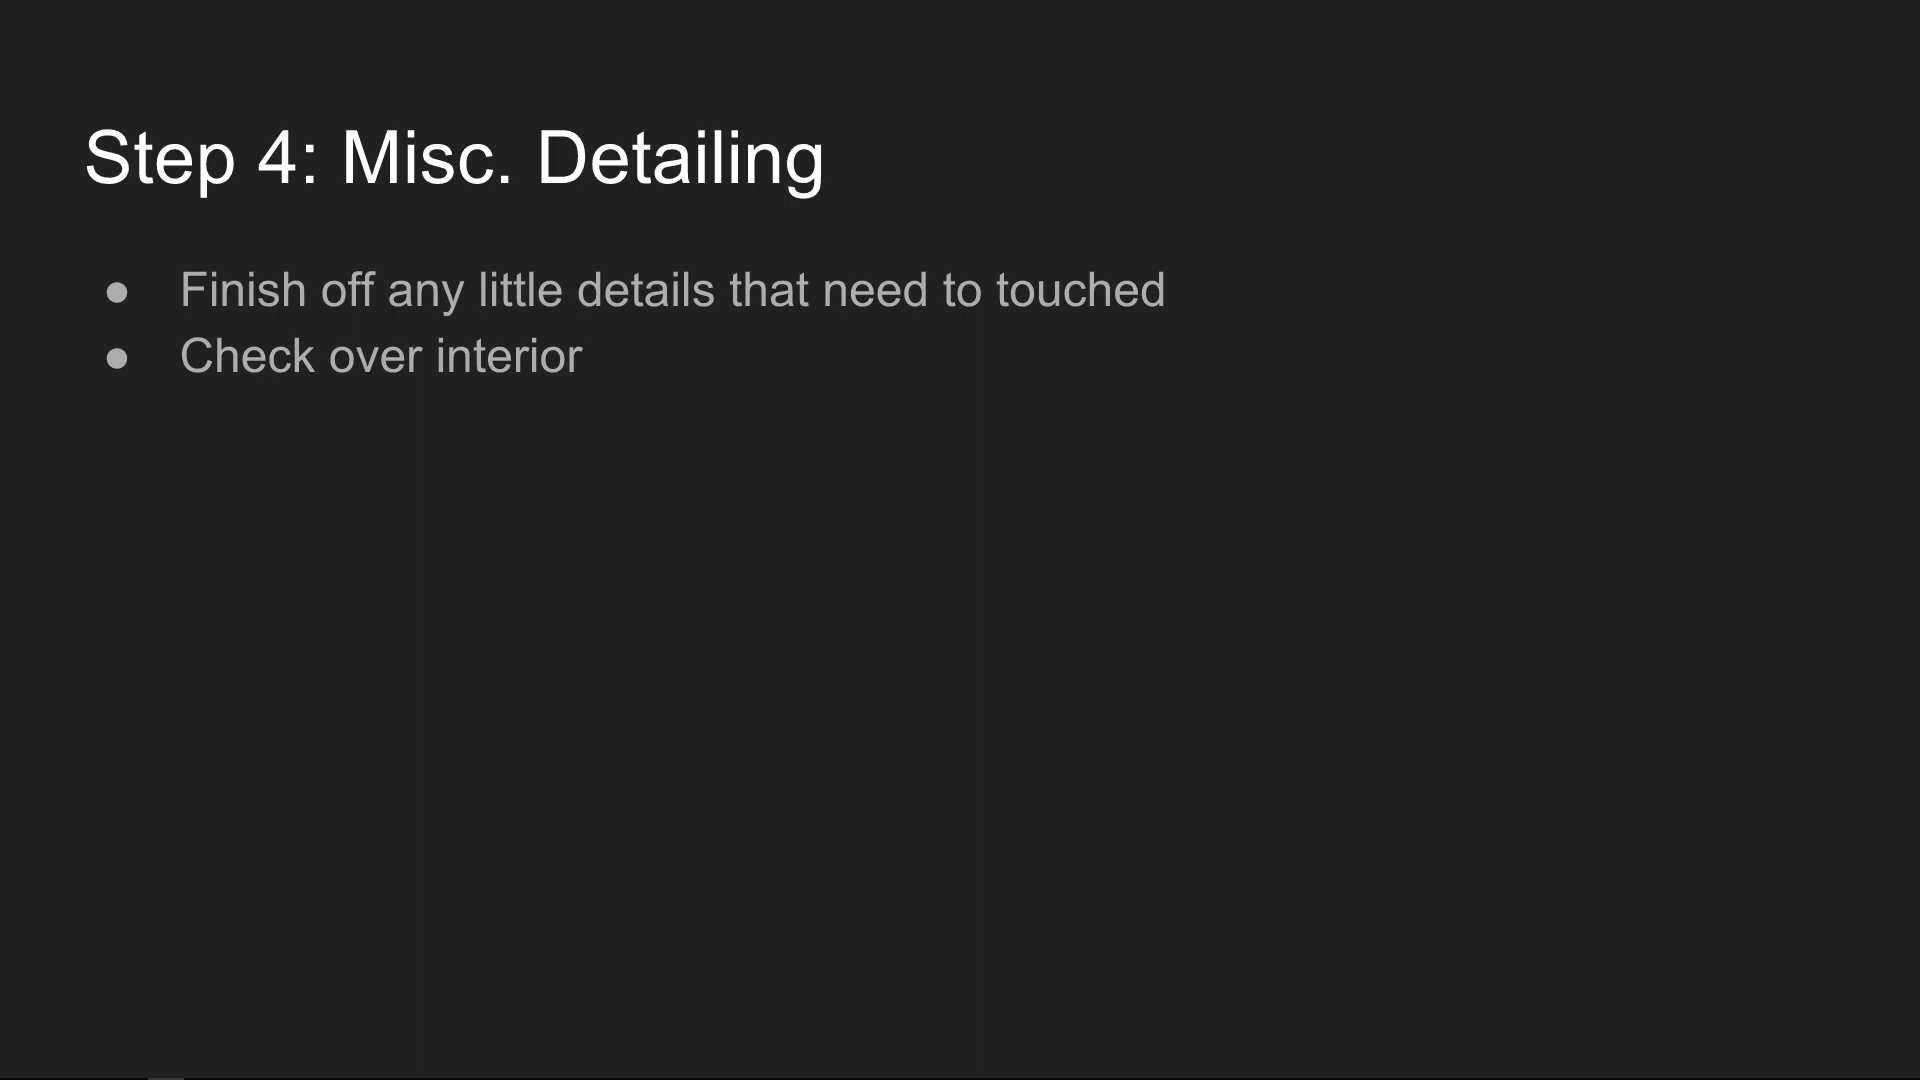 Step 4: Misc. Detailing
● Finish off any little details that need to touched
● Check over interior